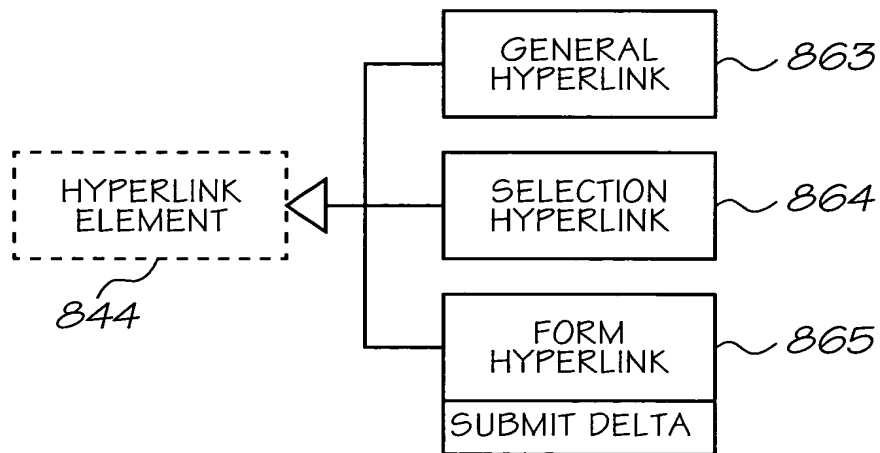 GENERAL
HYPERLINK
863
HYPERLINK
ELEMENT
844
SELECTION
HYPERLINK
864
FORM
HYPERLINK
865
SUBMIT DELTA